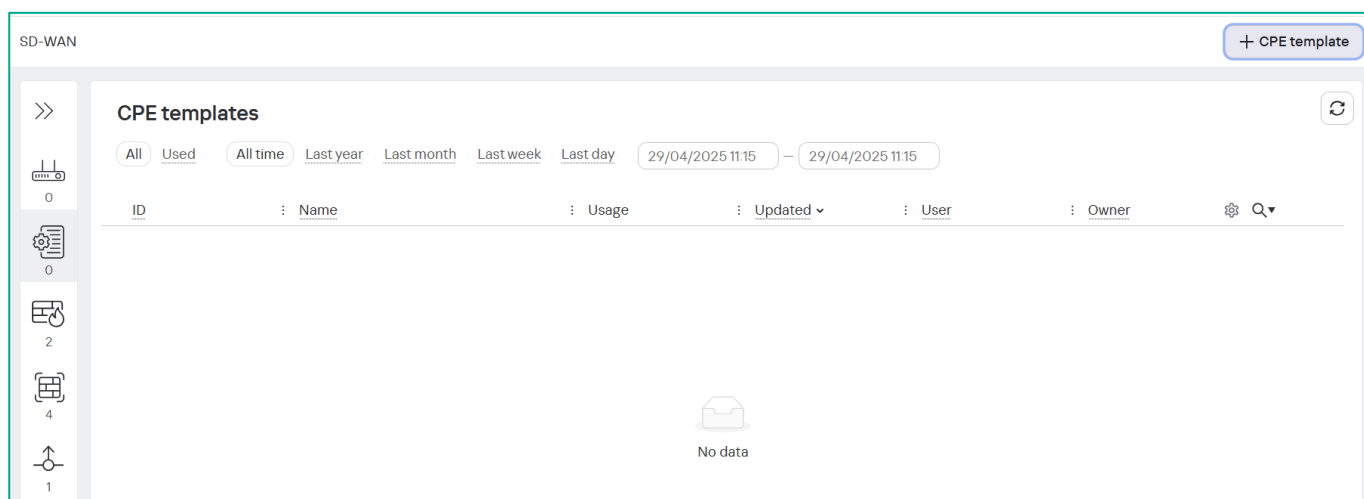 SD-WAN
+ CPE template
CPE templates
All Used All time Last year Last month Last week Last day 29/04/2025 11:15 — 29/04/2025 11:15
0
ID Name Usage Updated User Owner
0
2
4
No data
1